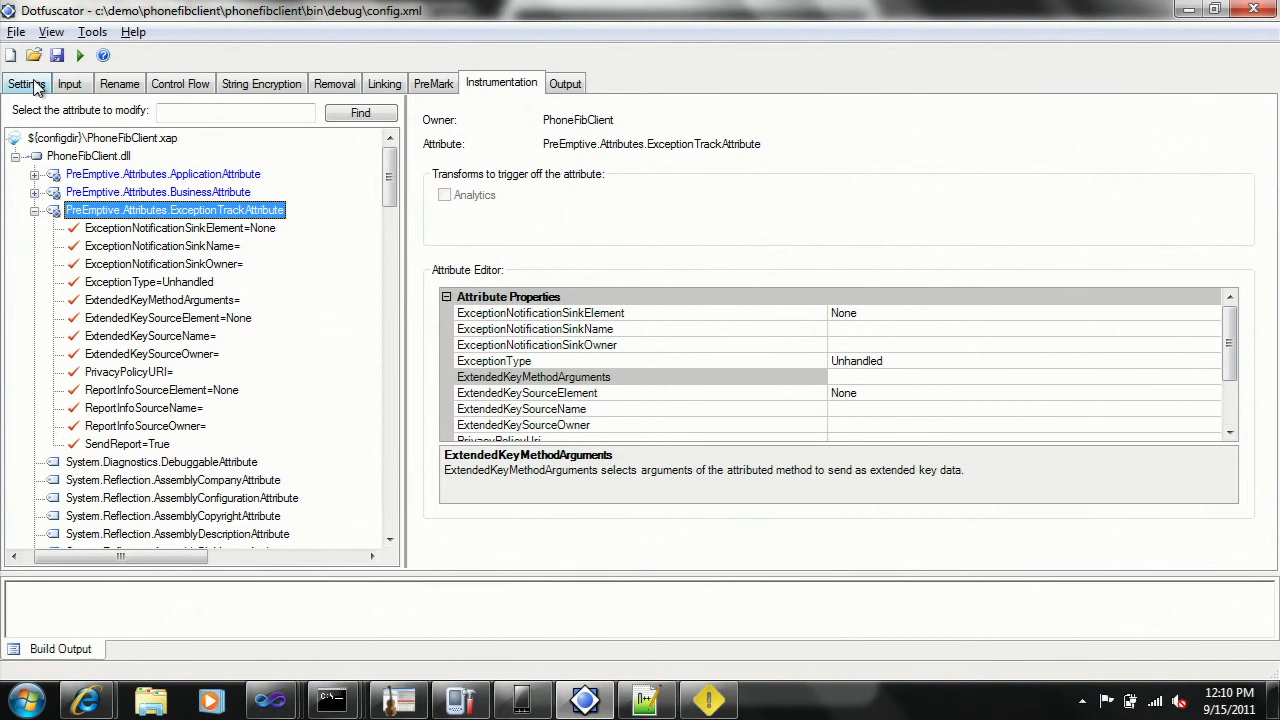 Dotfuscator - c:\demo\phonefibclient\phonefibclient\bin\debug\config.xml
File View Tools Help
Settings Input Rename Control Flow String Encryption Removal Linking PreMark Instrumentation Output
Select the attribute to modify: Find
${configdir}\PhoneFibClient.xap
PhoneFibClient.dll
PreEmptive.Attributes.ApplicationAttribute
PreEmptive.Attributes.BusinessAttribute
PreEmptive.Attributes.ExceptionTrackAttribute
ExceptionNotificationSinkElement=None
ExceptionNotificationSinkName=
ExceptionNotificationSinkOwner=
ExceptionType=Unhandled
ExtendedKeyMethodArguments=
ExtendedKeySourceElement=None
ExtendedKeySourceName=
ExtendedKeySourceOwner=
PrivacyPolicyURI=
ReportInfoSourceElement=None
ReportInfoSourceName=
ReportInfoSourceOwner=
SendReport=True
System.Diagnostics.DebuggableAttribute
System.Reflection.AssemblyCompanyAttribute
System.Reflection.AssemblyConfigurationAttribute
System.Reflection.AssemblyCopyrightAttribute
System.Reflection.AssemblyDescriptionAttribute
Owner: PhoneFibClient
Attribute: PreEmptive.Attributes.ExceptionTrackAttribute
Transforms to trigger off the attribute:
Analytics
Attribute Editor:
Attribute Properties
ExceptionNotificationSinkElement None
ExceptionNotificationSinkName
ExceptionNotificationSinkOwner
ExceptionType Unhandled
ExtendedKeyMethodArguments
ExtendedKeySourceElement None
ExtendedKeySourceName
ExtendedKeySourceOwner
PrivacyPolicyUri
ExtendedKeyMethodArguments
ExtendedKeyMethodArguments selects arguments of the attributed method to send as extended key data.
Build Output
12:10 PM
9/15/2011